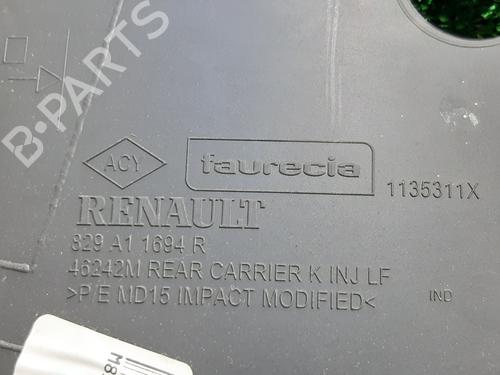 B-PARTS
ACY
faurecia
1135311X
RENAULT
829 A1 1694 R
46242M REAR CARRIER K INJ LF
>P/E MD15 IMPACT MODIFIED<
IND